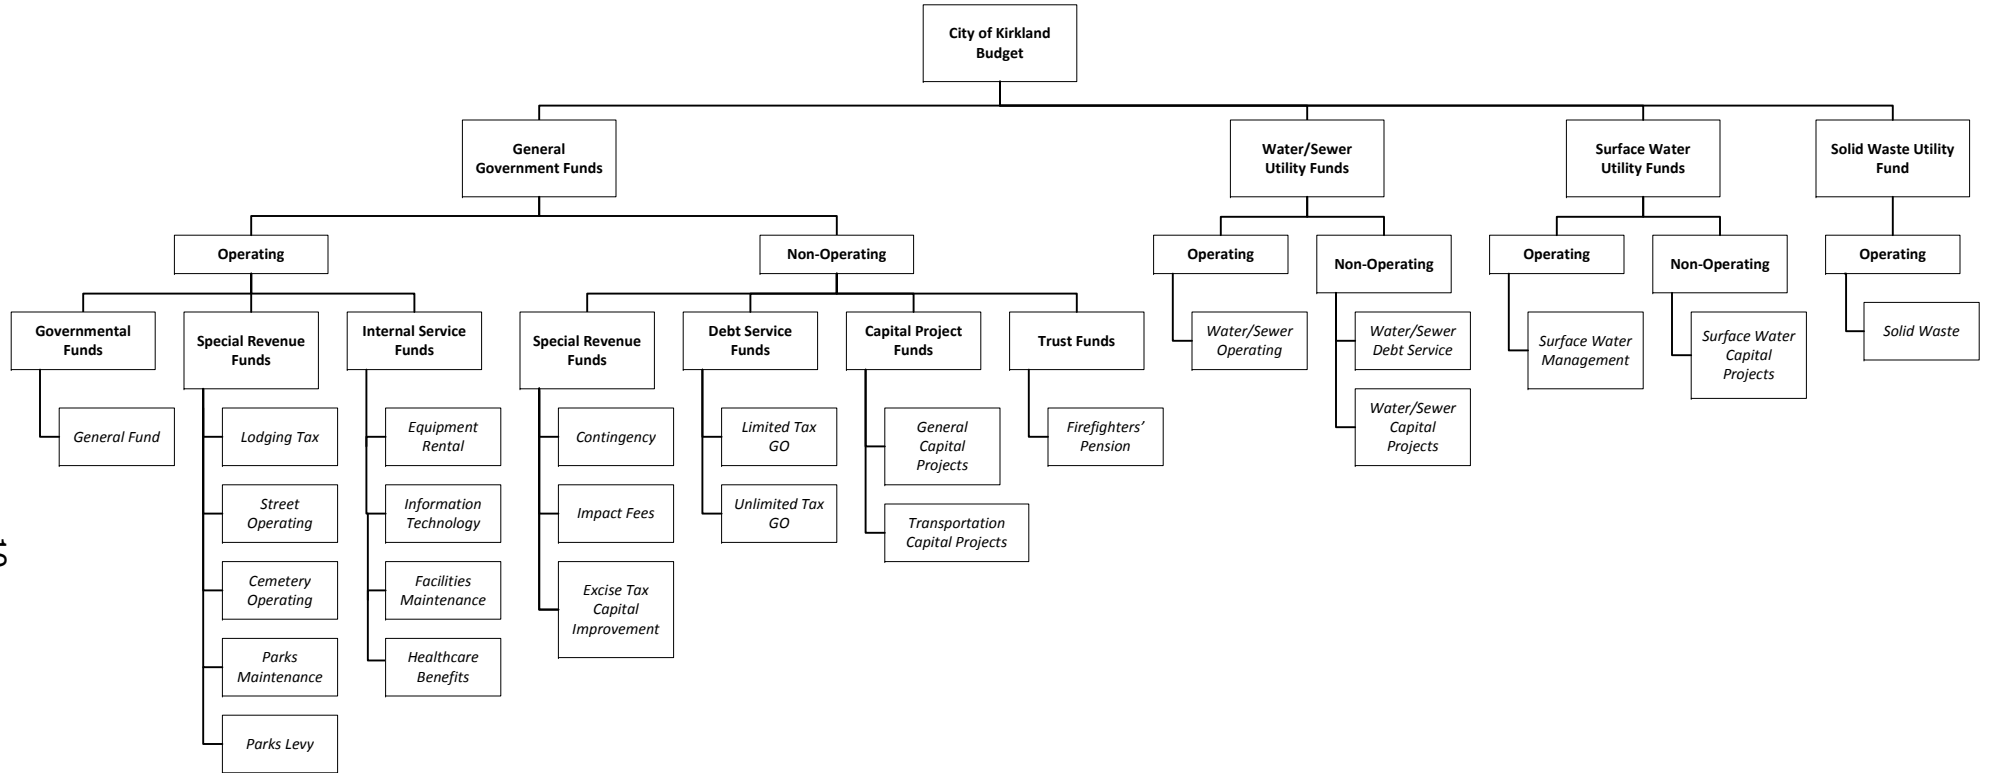 City of Kirkland
Budget
General
Government Funds
Water/Sewer
Utility Funds
Surface Water
Utility Funds
Solid Waste Utility
Fund
Operating
Non-Operating
Operating
Non-Operating
Operating
Non-Operating
Operating
Governmental
Funds
Special Revenue
Funds
Internal Service
Funds
Special Revenue
Funds
Debt Service
Funds
Capital Project
Funds
Trust Funds
Water/Sewer
Operating
Water/Sewer
Debt Service
Surface Water
Management
Surface Water
Capital
Projects
Solid Waste
General Fund
Lodging Tax
Equipment
Rental
Contingency
Limited Tax
GO
General
Capital
Projects
Firefighters’
Pension
Water/Sewer
Capital
Projects
Street
Operating
Information
Technology
Impact Fees
Unlimited Tax
GO
Transportation
Capital Projects
Cemetery
Operating
Facilities
Maintenance
Excise Tax
Capital
Improvement
Parks
Maintenance
Healthcare
Benefits
Parks Levy